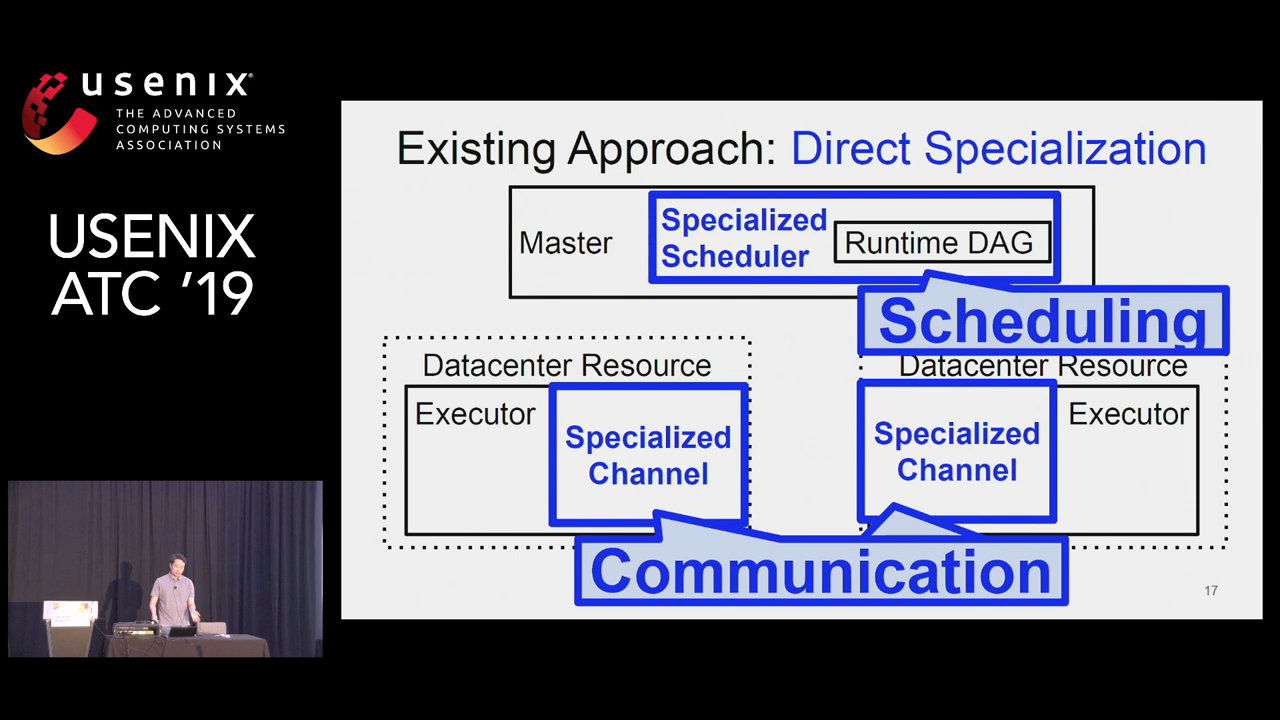 usenix
THE ADVANCED
COMPUTING SYSTEMS
ASSOCIATION
USENIX
ATC '19
Existing Approach: Direct Specialization
Master
Specialized
Scheduler
Runtime DAG
Scheduling
Datacenter Resource
Executor
Specialized
Channel
Datacenter Resource
Specialized
Channel
Executor
Communication
17